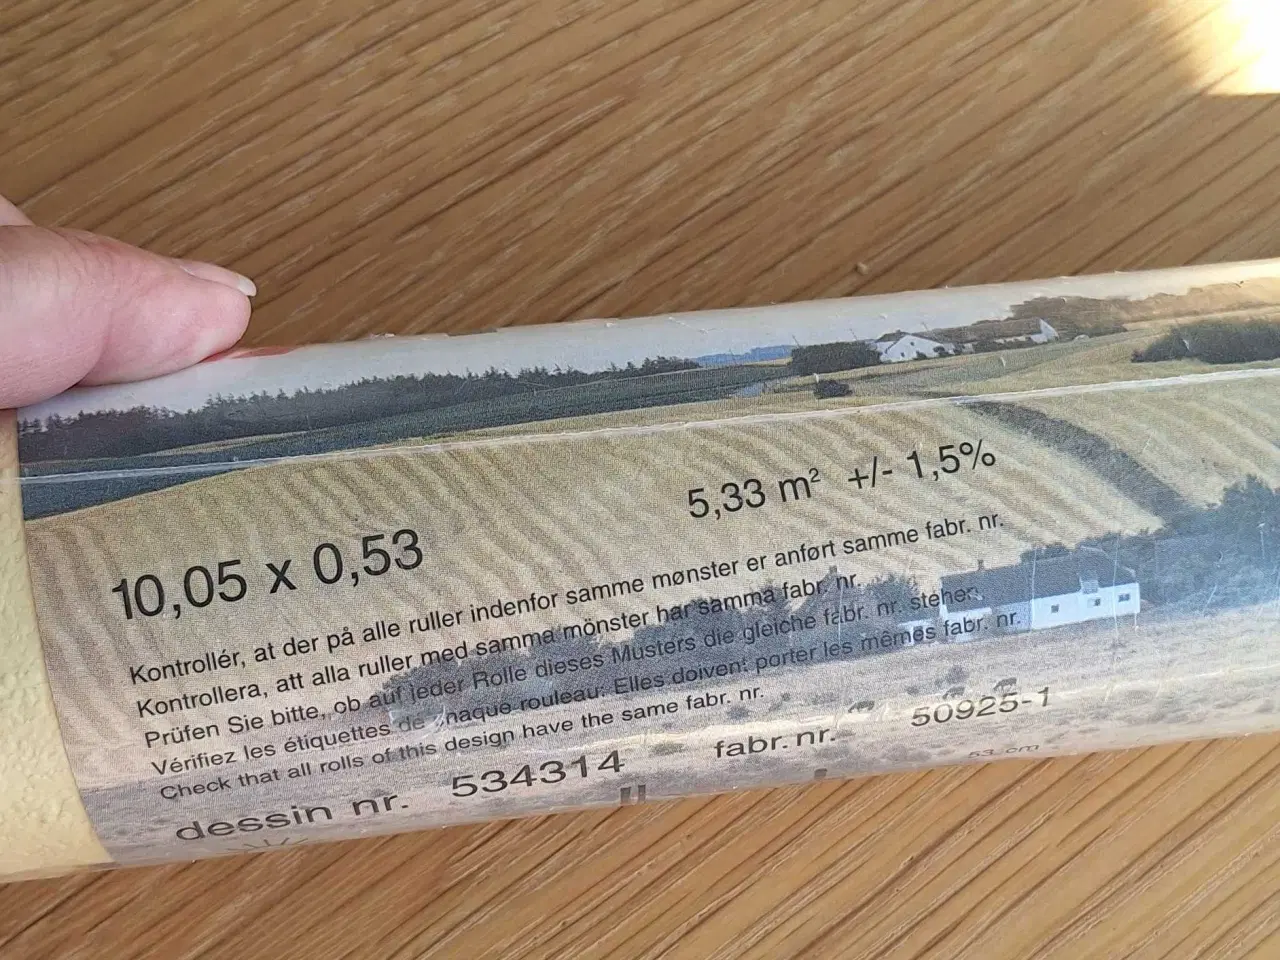 10,05 x 0,53
5,33 m² +/- 1,5%
Kontrollér, at der på alle ruller indenfor samme mønster er anført samme fabr. nr.
Kontrollera, att alla ruller med samma mönster har samma fabr. nr.
Prüfen Sie bitte, ob auf jeder Rolle dieses Musters die gleiche fabr. nr. stehen.
Vérifiez les étiquettes de chaque rouleau: Elles doivent porter les mêmes fabr. nr.
Check that all rolls of this design have the same fabr. nr.
dessin nr. 534314 fabr. nr. 50925-1
53 cm